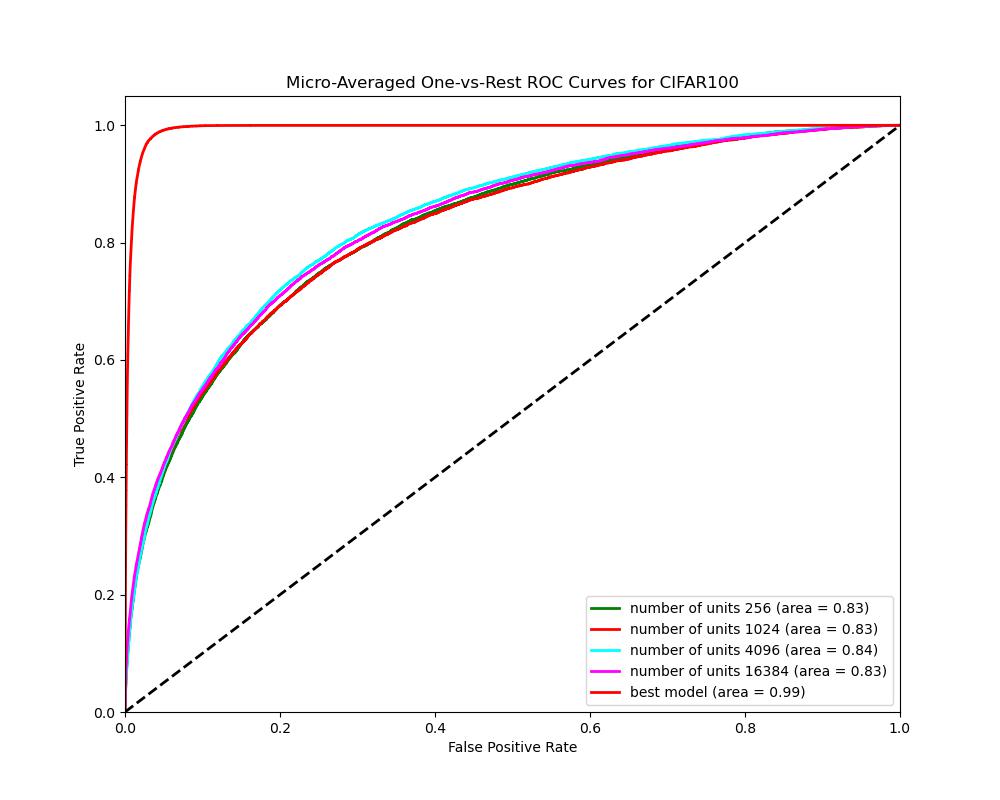 Micro-Averaged One-vs-Rest ROC Curves for CIFAR100
True Positive Rate
1.0
0.8
0.6
0.4
0.2
0.0
number of units 256 (area = 0.83)
number of units 1024 (area = 0.83)
number of units 4096 (area = 0.84)
number of units 16384 (area = 0.83)
best model (area = 0.99)
0.0 0.2 0.4 0.6 0.8 1.0
False Positive Rate